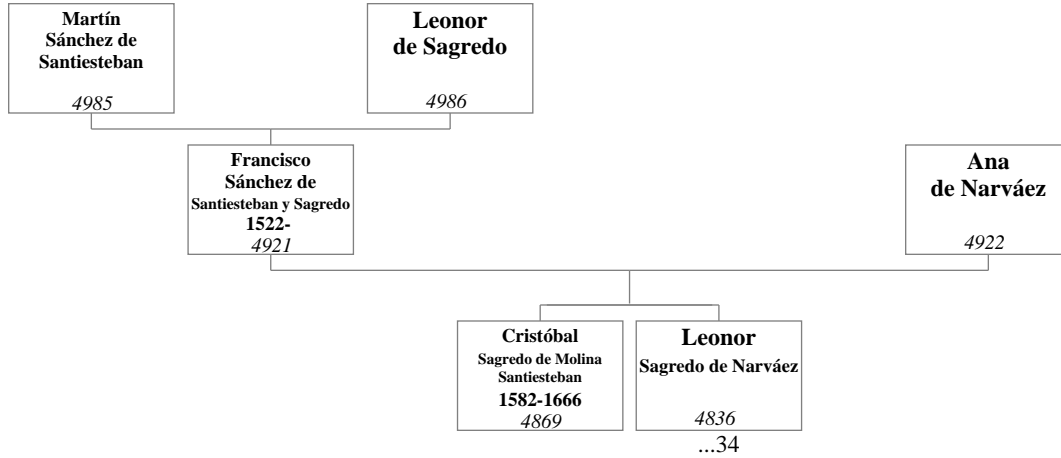 Martín
Sánchez de
Santiesteban
4985
Leonor
de Sagredo
4986
Francisco
Sánchez de
Santiesteban y Sagredo
1522-
4921
Ana
de Narváez
4922
Cristóbal
Sagredo de Molina
Santiesteban
1582-1666
4869
Leonor
Sagredo de Narváez
4836
...34